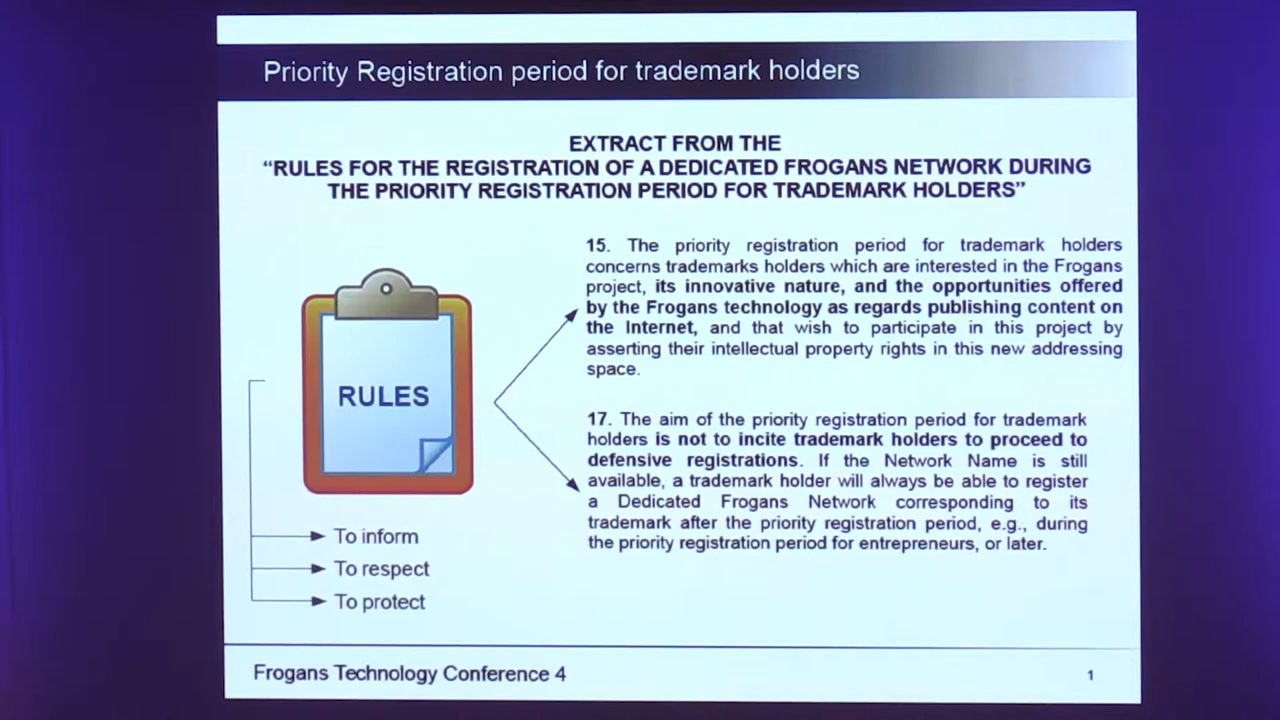 Priority Registration period for trademark holders
EXTRACT FROM THE
“RULES FOR THE REGISTRATION OF A DEDICATED FROGANS NETWORK DURING
THE PRIORITY REGISTRATION PERIOD FOR TRADEMARK HOLDERS”
15. The priority registration period for trademark holders
concerns trademarks holders which are interested in the Frogans
project, its innovative nature, and the opportunities offered
by the Frogans technology as regards publishing content on
the Internet, and that wish to participate in this project by
asserting their intellectual property rights in this new addressing
space.
RULES
17. The aim of the priority registration period for trademark
holders is not to incite trademark holders to proceed to
defensive registrations. If the Network Name is still
available, a trademark holder will always be able to register
a Dedicated Frogans Network corresponding to its
trademark after the priority registration period, e.g., during
the priority registration period for entrepreneurs, or later.
To inform
To respect
To protect
Frogans Technology Conference 4
1